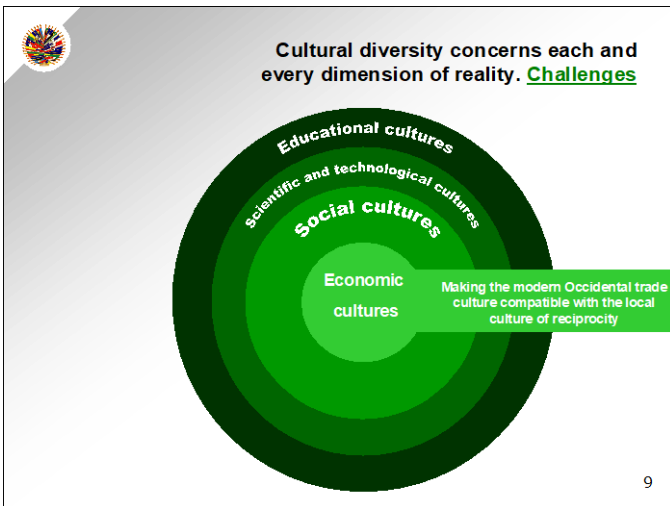 Cultural diversity concerns each and
every dimension of reality. Challenges
Educational cultures
Scientific and technological cultures
Social cultures
Economic
cultures
Making the modern Occidental trade
culture compatible with the local
culture of reciprocity
9